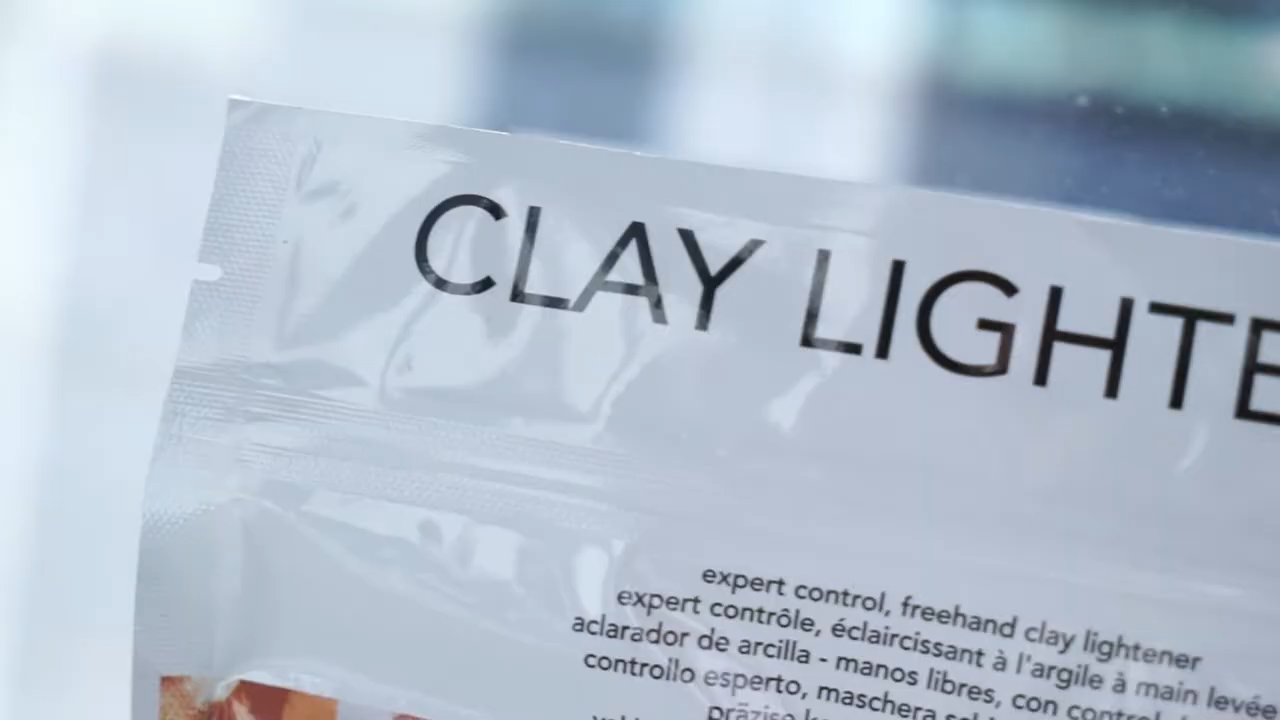 CLAY LIGHTE
expert control, freehand clay lightener
expert contrôle, éclaircissant à l'argile à main levée
aclarador de arcilla - manos libres, con control
controllo esperto, maschera
präzise